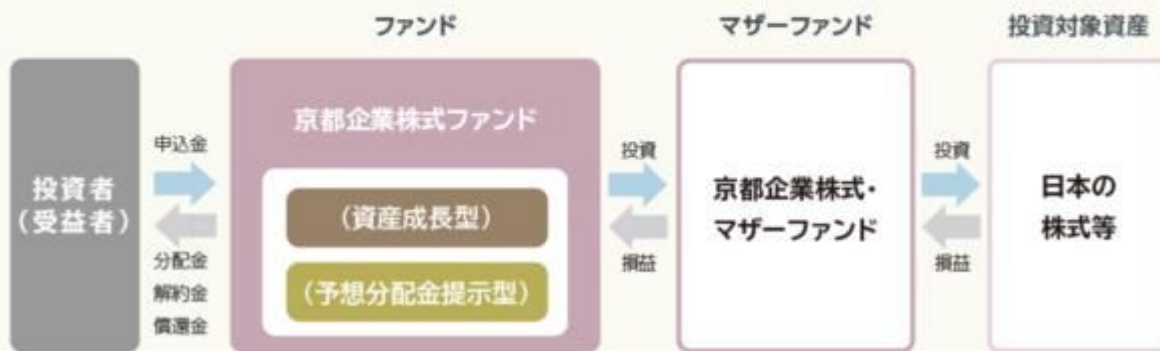 ファンド
マザーファンド
投資対象資産
投資者
(受益者)
申込金
分配金
解約金
償還金
京都企業株式ファンド
(資産成長型)
(予想分配金提示型)
投資
損益
京都企業株式・
マザーファンド
投資
損益
日本の
株式等